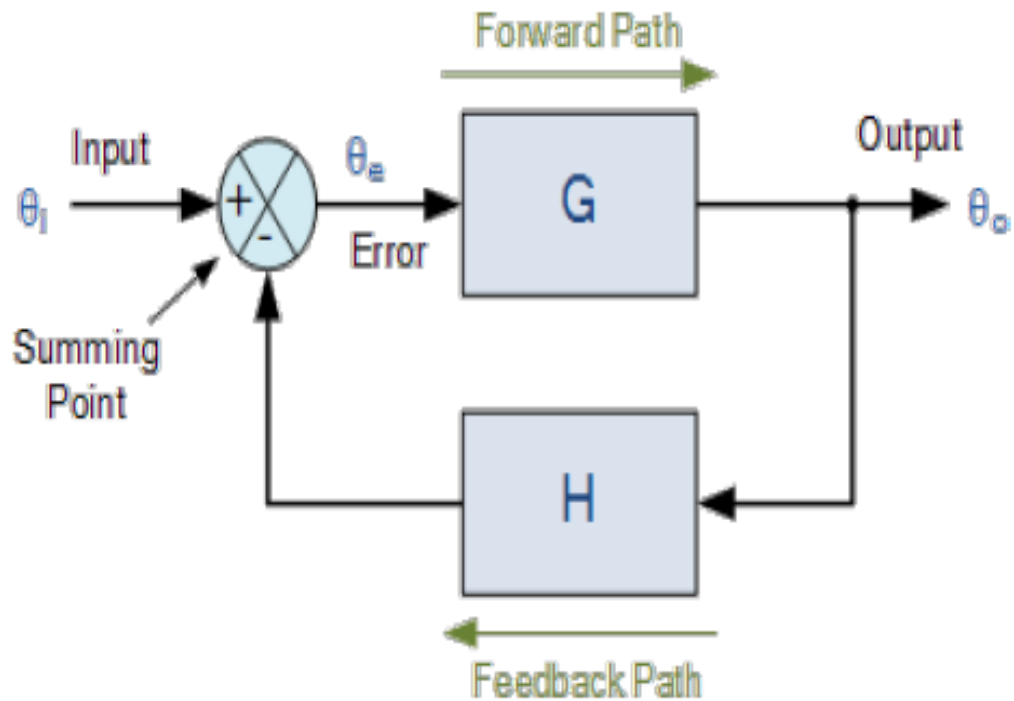 Forward Path
Input
θi
+
-
θe
Error
G
Output
θo
Summing
Point
H
Feedback Path